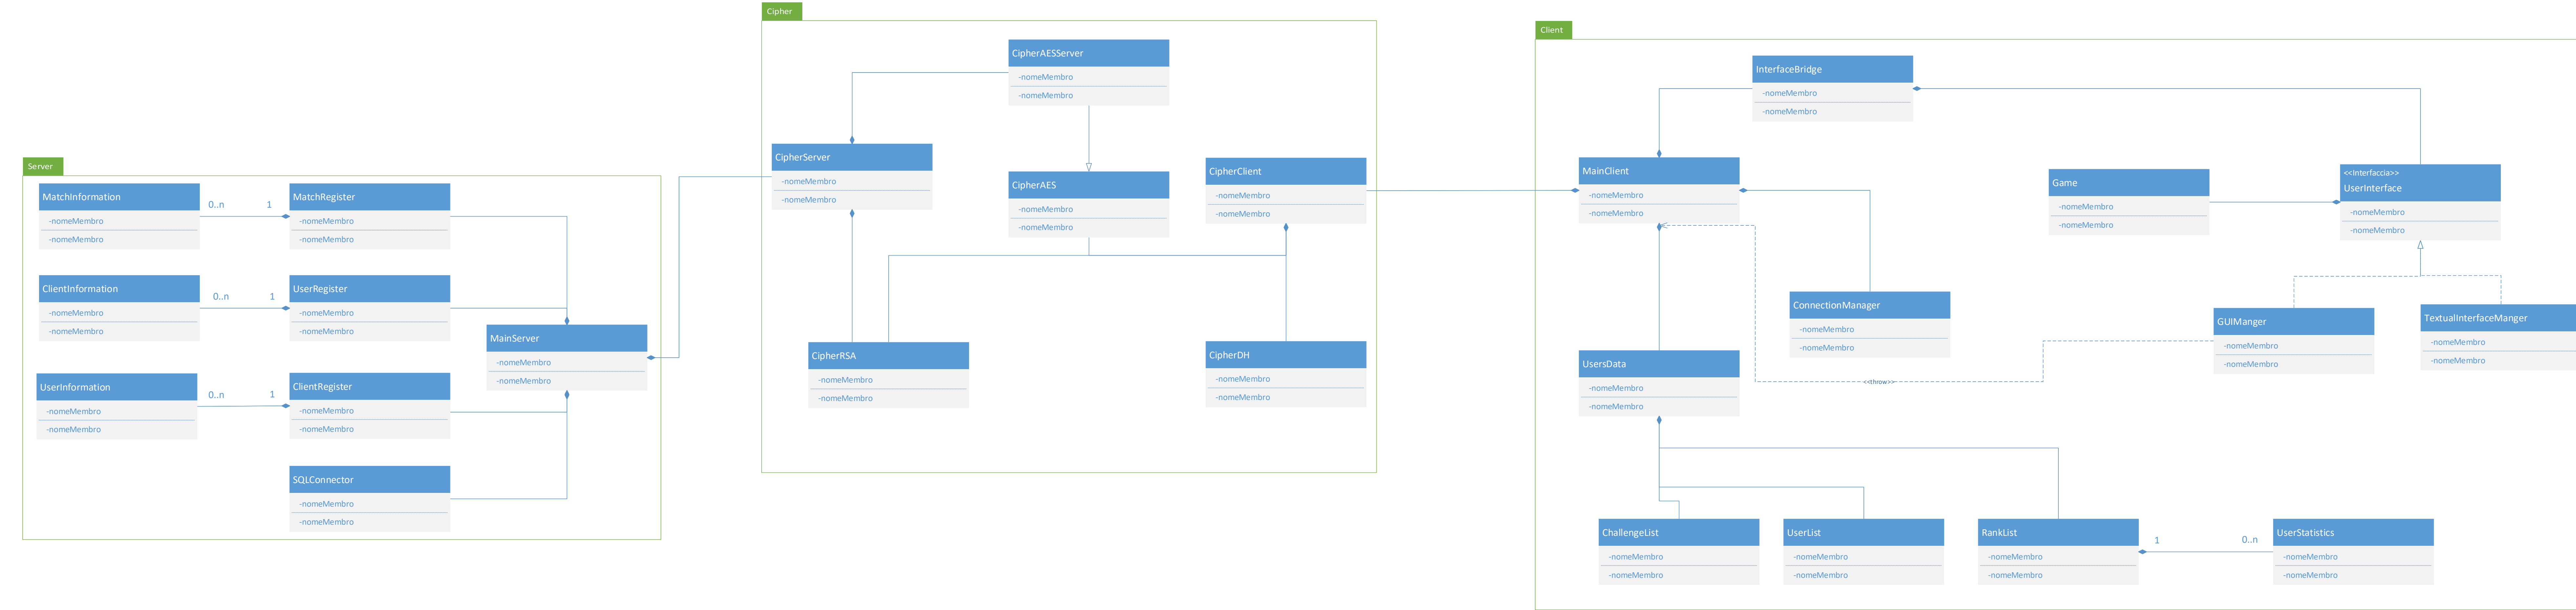 Server
MatchInformation
-nomeMembro
-nomeMembro
0..n
1
MatchRegister
-nomeMembro
-nomeMembro
ClientInformation
-nomeMembro
-nomeMembro
0..n
1
UserRegister
-nomeMembro
-nomeMembro
MainServer
-nomeMembro
-nomeMembro
UserInformation
-nomeMembro
-nomeMembro
0..n
1
ClientRegister
-nomeMembro
-nomeMembro
SQLConnector
-nomeMembro
-nomeMembro
Cipher
CipherAESServer
-nomeMembro
-nomeMembro
CipherServer
-nomeMembro
-nomeMembro
CipherAES
-nomeMembro
-nomeMembro
CipherClient
-nomeMembro
-nomeMembro
CipherRSA
-nomeMembro
-nomeMembro
CipherDH
-nomeMembro
-nomeMembro
Client
InterfaceBridge
-nomeMembro
-nomeMembro
MainClient
-nomeMembro
-nomeMembro
Game
-nomeMembro
-nomeMembro
<<Interfaccia>>
UserInterface
-nomeMembro
-nomeMembro
ConnectionManager
-nomeMembro
-nomeMembro
GUIManger
-nomeMembro
-nomeMembro
TextualInterfaceManger
-nomeMembro
-nomeMembro
<<throw>>
UsersData
-nomeMembro
-nomeMembro
ChallengeList
-nomeMembro
-nomeMembro
UserList
-nomeMembro
-nomeMembro
RankList
-nomeMembro
-nomeMembro
1
0..n
UserStatistics
-nomeMembro
-nomeMembro